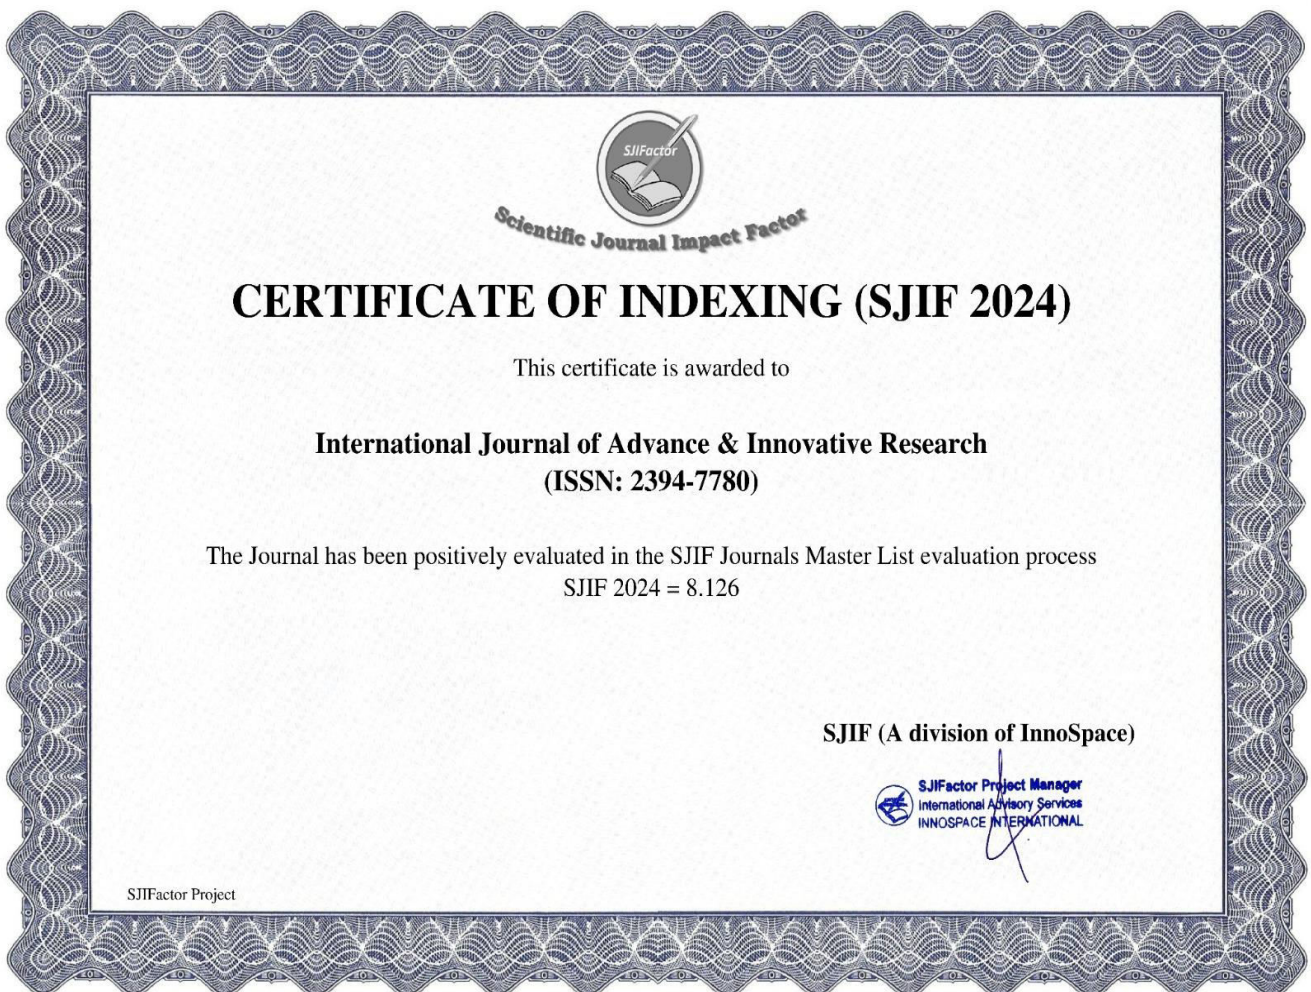 SJIFactor
Scientific Journal Impact Factor
CERTIFICATE OF INDEXING (SJIF 2024)
This certificate is awarded to
International Journal of Advance & Innovative Research
(ISSN: 2394-7780)
The Journal has been positively evaluated in the SJIF Journals Master List evaluation process
SJIF 2024 = 8.126
SJIF (A division of InnoSpace)
SJIFactor Project Manager
International Advisory Services
INNOSPACE INTERNATIONAL
SJIFactor Project